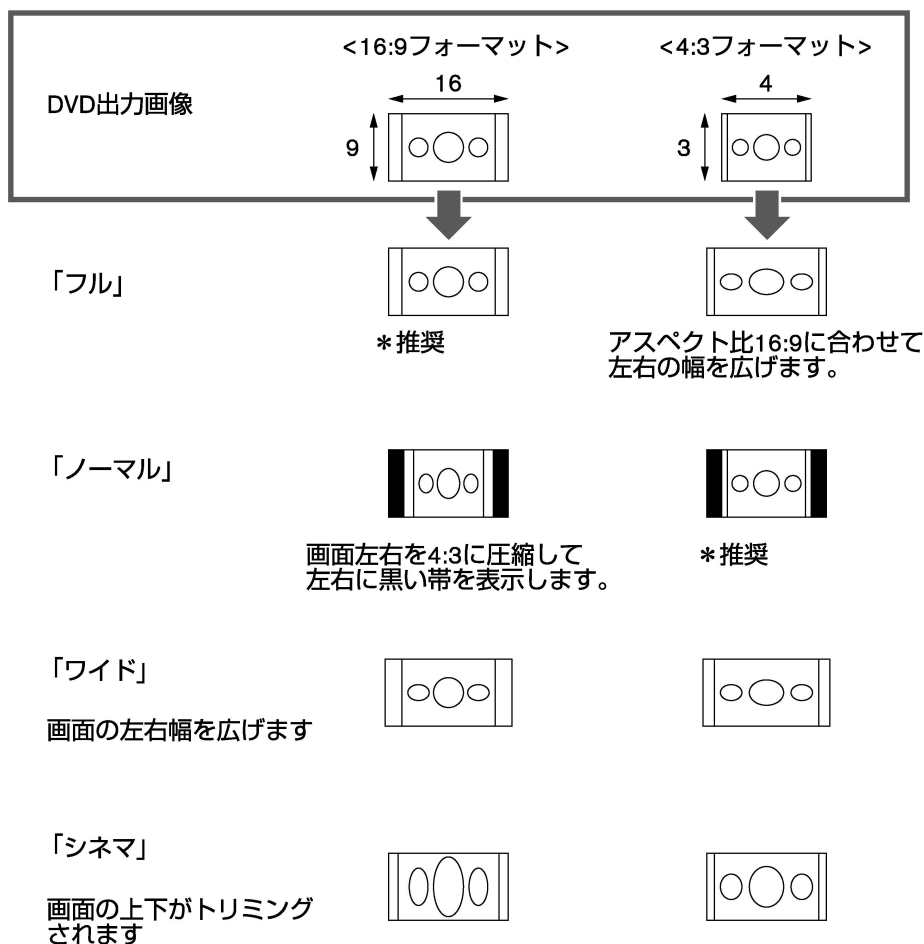 <16:9フォーマット>
<4:3フォーマット>
16
4
DVD出力画像
9
3
「フル」
＊推奨
アスペクト比16:9に合わせて
左右の幅を広げます。
「ノーマル」
画面左右を4:3に圧縮して
左右に黒い帯を表示します。
＊推奨
「ワイド」
画面の左右幅を広げます
「シネマ」
画面の上下がトリミング
されます